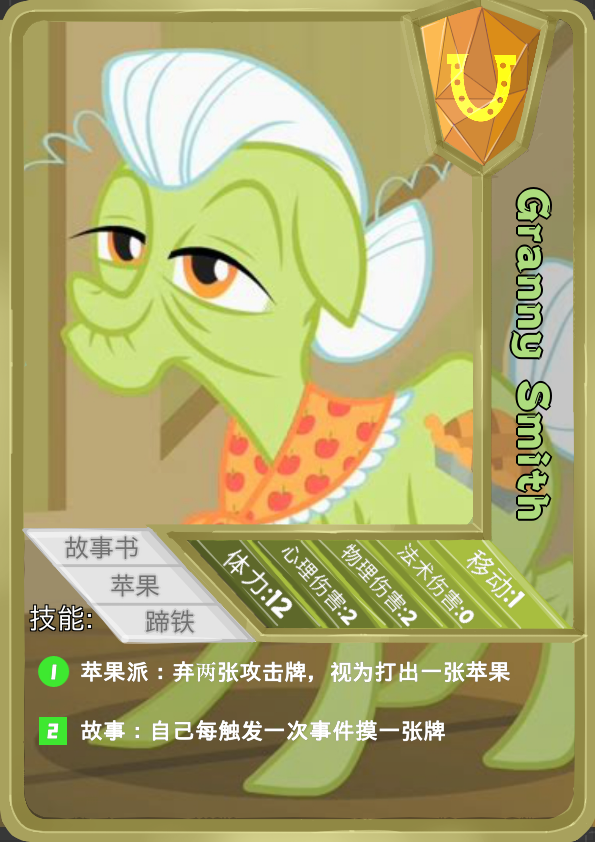 Granny Smith
故事书
苹果
蹄铁
体力:12
心理伤害:2
物理伤害:2
法术伤害:0
移动:1
技能:
1 苹果派：弃两张攻击牌，视为打出一张苹果
2 故事：自己每触发一次事件摸一张牌